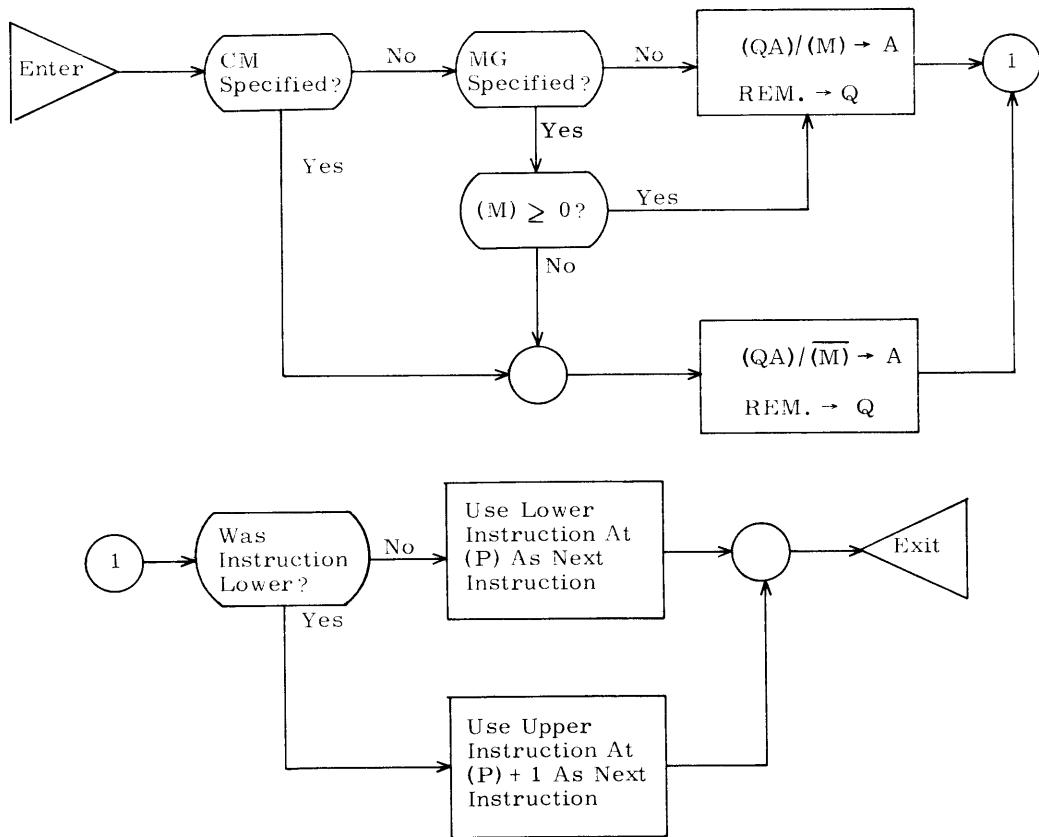 Enter
CM
Specified?
No
MG
Specified?
No
(QA)/(M) → A
REM. → Q
1
Yes
Yes
(M) ≥ 0?
Yes
No
(QA)/(M̅) → A
REM. → Q
1
Was
Instruction
Lower?
No
Use Lower
Instruction At
(P) As Next
Instruction
Exit
Yes
Use Upper
Instruction At
(P) + 1 As Next
Instruction